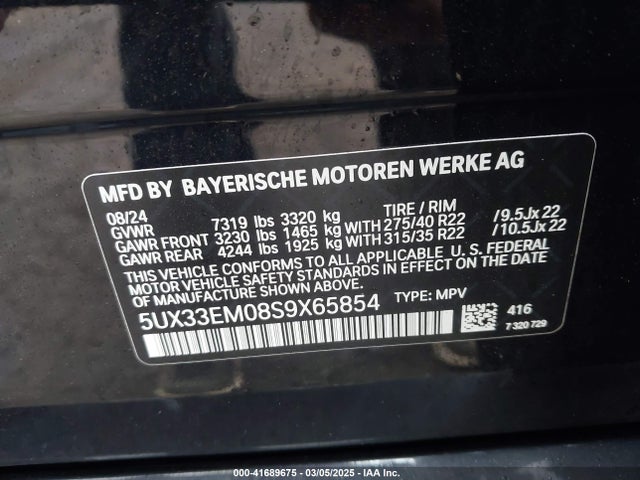 MFD BY BAYERISCHE MOTOREN WERKE AG
08/24 TIRE / RIM
GVWR 7319 lbs 3320 kg
GAWR FRONT 3230 lbs 1465 kg WITH 275/40 R22 /9.5Jx22
GAWR REAR 4244 lbs 1925 kg WITH 315/35 R22 /10.5Jx22
THIS VEHICLE CONFORMS TO ALL APPLICABLE U. S. FEDERAL
MOTOR VEHICLE SAFETY STANDARDS IN EFFECT ON THE
DATE OF MANUFACTURE SHOWN ABOVE.
5UX33EM08S9X65854 TYPE: MPV
416
7 320 729
000-41689675 - 03/05/2025 - IAA LLC.